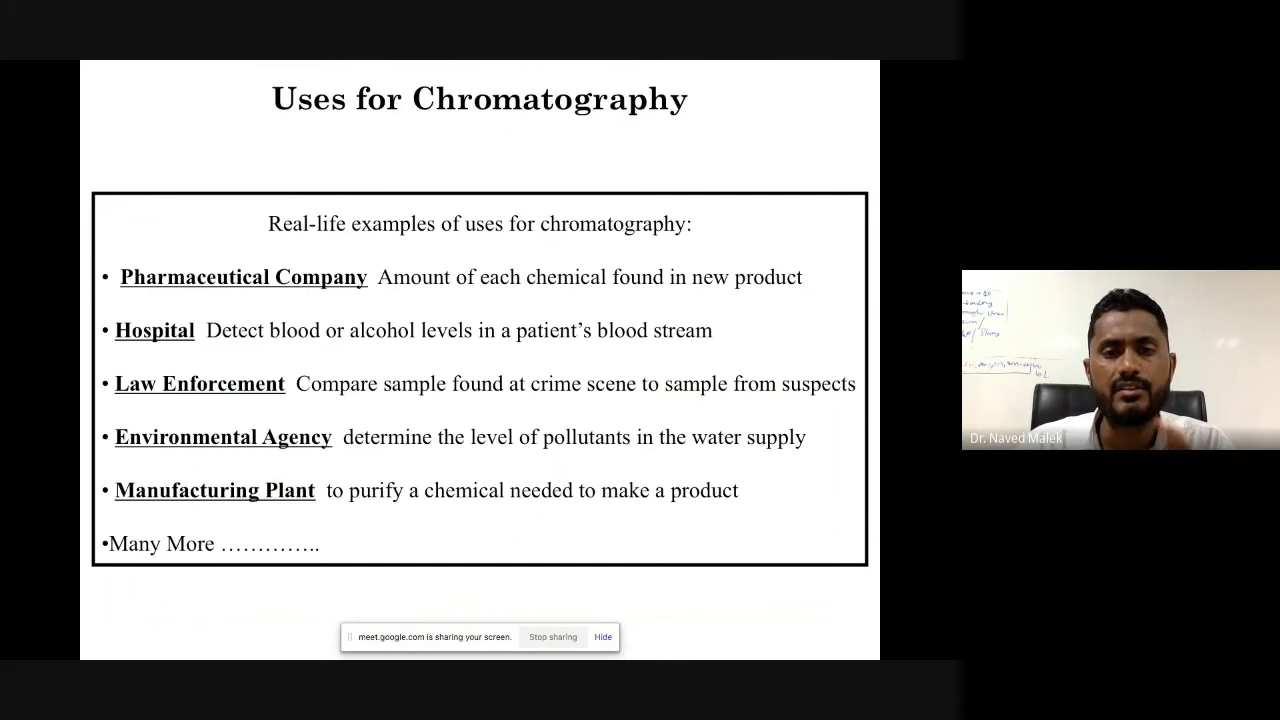 Uses for Chromatography
Real-life examples of uses for chromatography:
• Pharmaceutical Company Amount of each chemical found in new product
• Hospital Detect blood or alcohol levels in a patient’s blood stream
• Law Enforcement Compare sample found at crime scene to sample from suspects
• Environmental Agency determine the level of pollutants in the water supply
• Manufacturing Plant to purify a chemical needed to make a product
•Many More …………..
meet.google.com is sharing your screen. Stop sharing Hide
Dr. Naved Malek